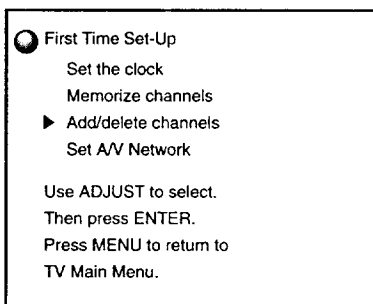 First Time Set-Up
Set the clock
Memorize channels
Add/delete channels
Set A/V Network
Use ADJUST to select.
Then press ENTER.
Press MENU to return to
TV Main Menu.